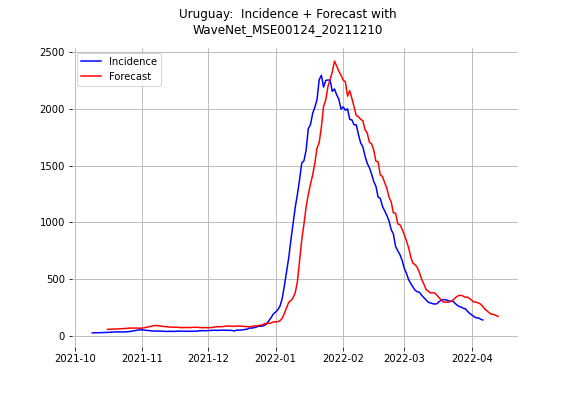 Uruguay:  Incidence + Forecast with
WaveNet_MSE00124_20211210
Incidence
Forecast
2500
2000
1500
1000
500
0
2021-10 2021-11 2021-12 2022-01 2022-02 2022-03 2022-04